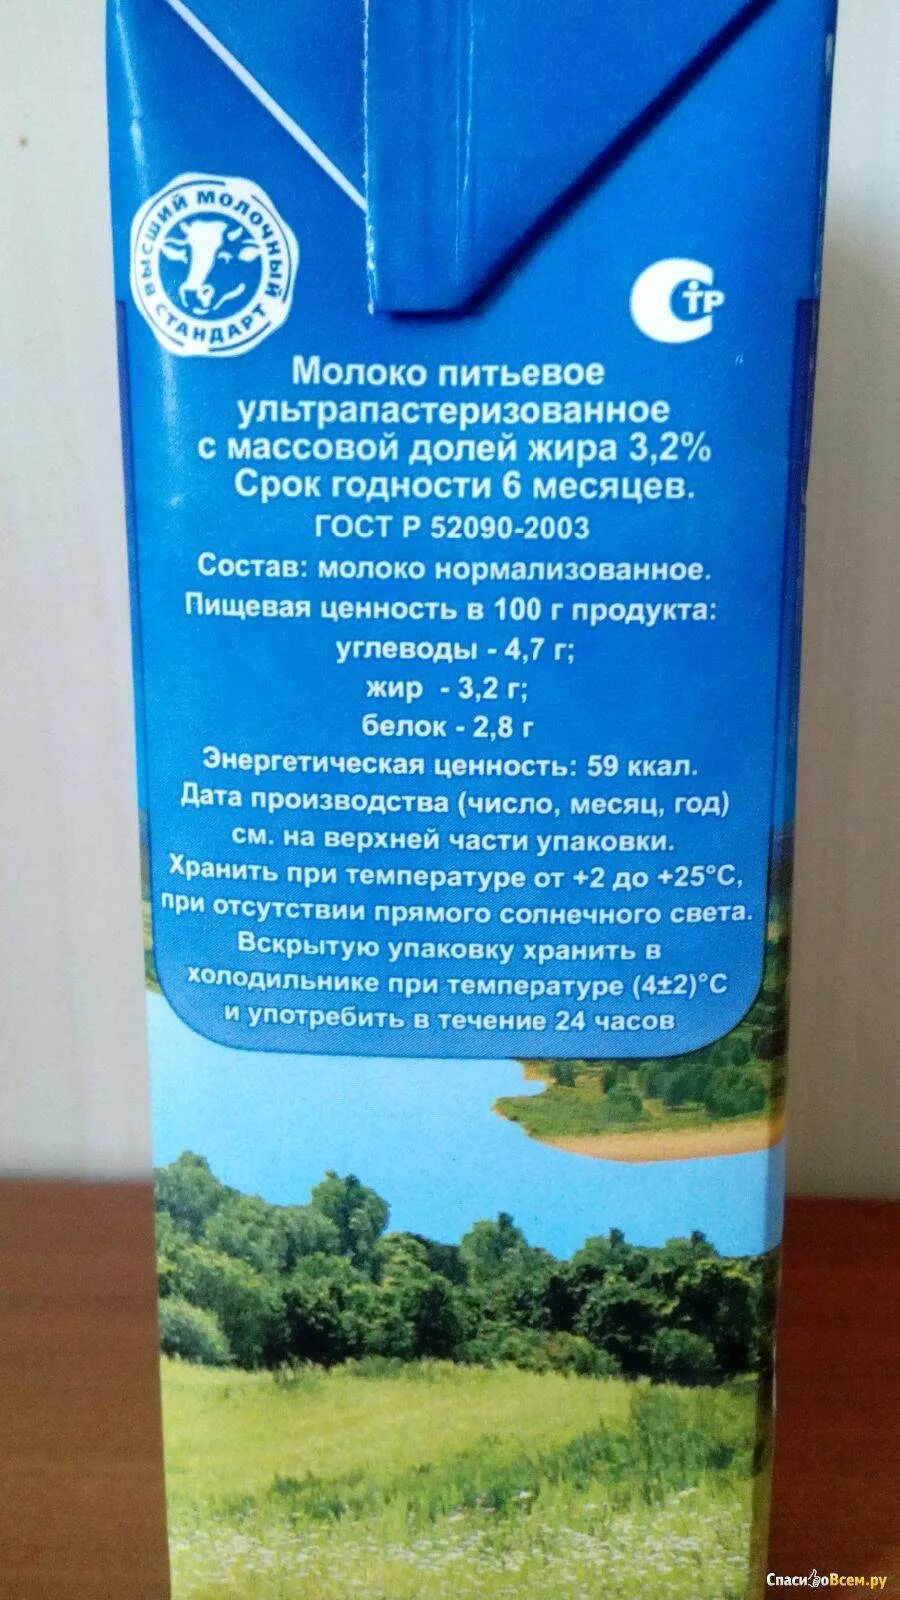 ВЫСШИЙ МОЛОЧНЫЙ СТАНДАРТ
С ТР
Молоко питьевое
ультрапастеризованное
с массовой долей жира 3,2%
Срок годности 6 месяцев.
ГОСТ Р 52090-2003
Состав: молоко нормализованное.
Пищевая ценность в 100 г продукта:
углеводы - 4,7 г;
жир - 3,2 г;
белок - 2,8 г
Энергетическая ценность: 59 ккал.
Дата производства (число, месяц, год)
см. на верхней части упаковки.
Хранить при температуре от +2 до +25°С,
при отсутствии прямого солнечного света.
Вскрытую упаковку хранить в
холодильнике при температуре (4±2)°С
и употребить в течение 24 часов
СпасибоВсем.ру